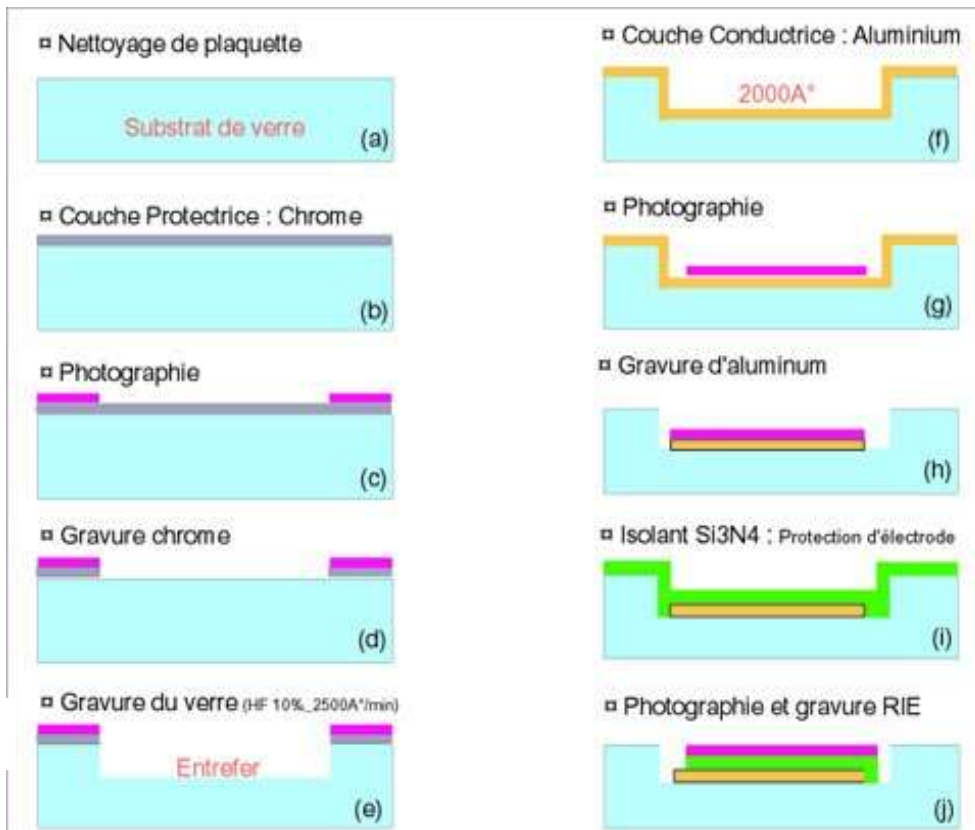 ¤ Nettoyage de plaquette
Substrat de verre
(a)
¤ Couche Protectrice : Chrome
(b)
¤ Photographie
(c)
¤ Gravure chrome
(d)
¤ Gravure du verre (HF 10%_2500A°/min)
Entrefer
(e)
¤ Couche Conductrice : Aluminium
2000A°
(f)
¤ Photographie
(g)
¤ Gravure d'aluminum
(h)
¤ Isolant Si3N4 : Protection d'électrode
(i)
¤ Photographie et gravure RIE
(j)